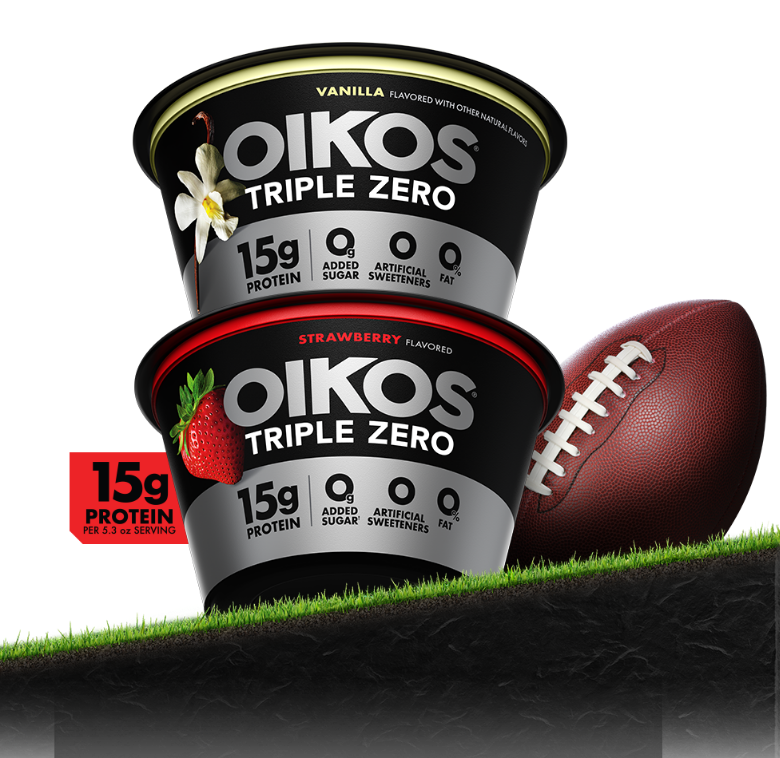 VANILLA FLAVORED WITH OTHER NATURAL FLAVORS
OIKOS®
TRIPLE ZERO
15g PROTEIN
0g ADDED SUGAR
0 ARTIFICIAL SWEETENERS
0% FAT
STRAWBERRY FLAVORED
OIKOS®
TRIPLE ZERO
15g PROTEIN
0g ADDED SUGAR†
0 ARTIFICIAL SWEETENERS
0% FAT
15g
PROTEIN
PER 5.3 oz SERVING